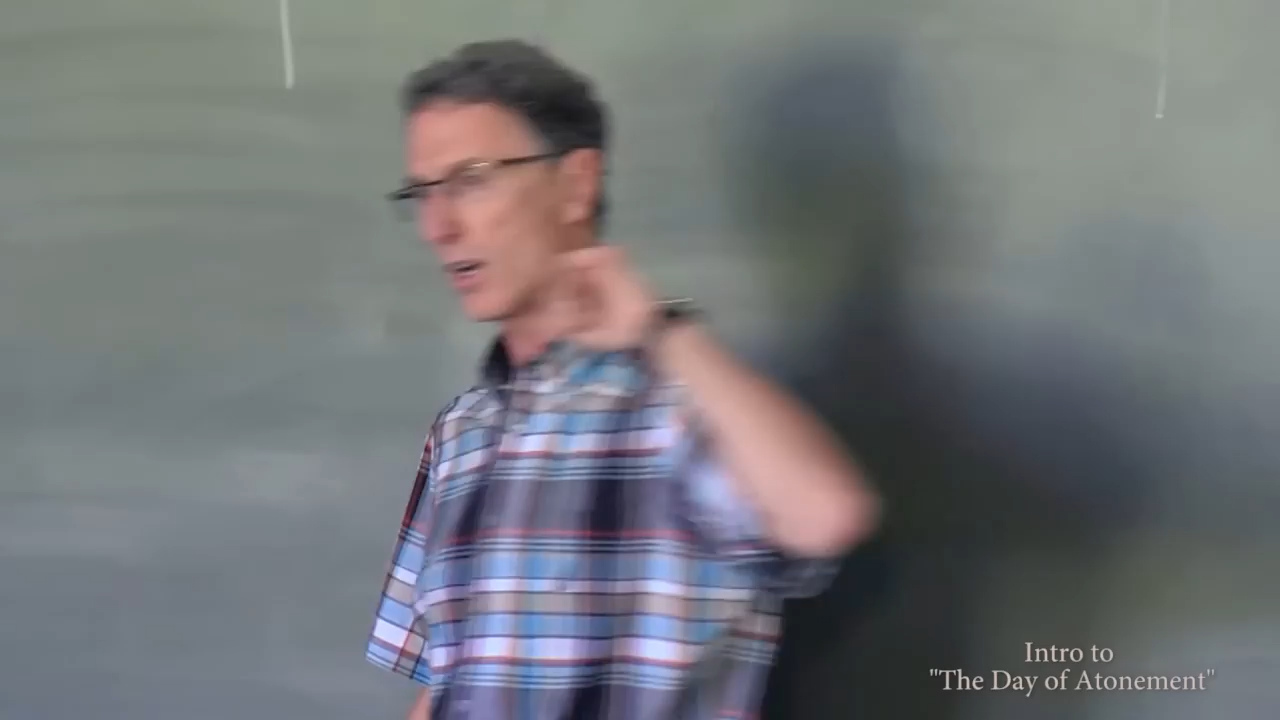 Intro to
"The Day of Atonement"